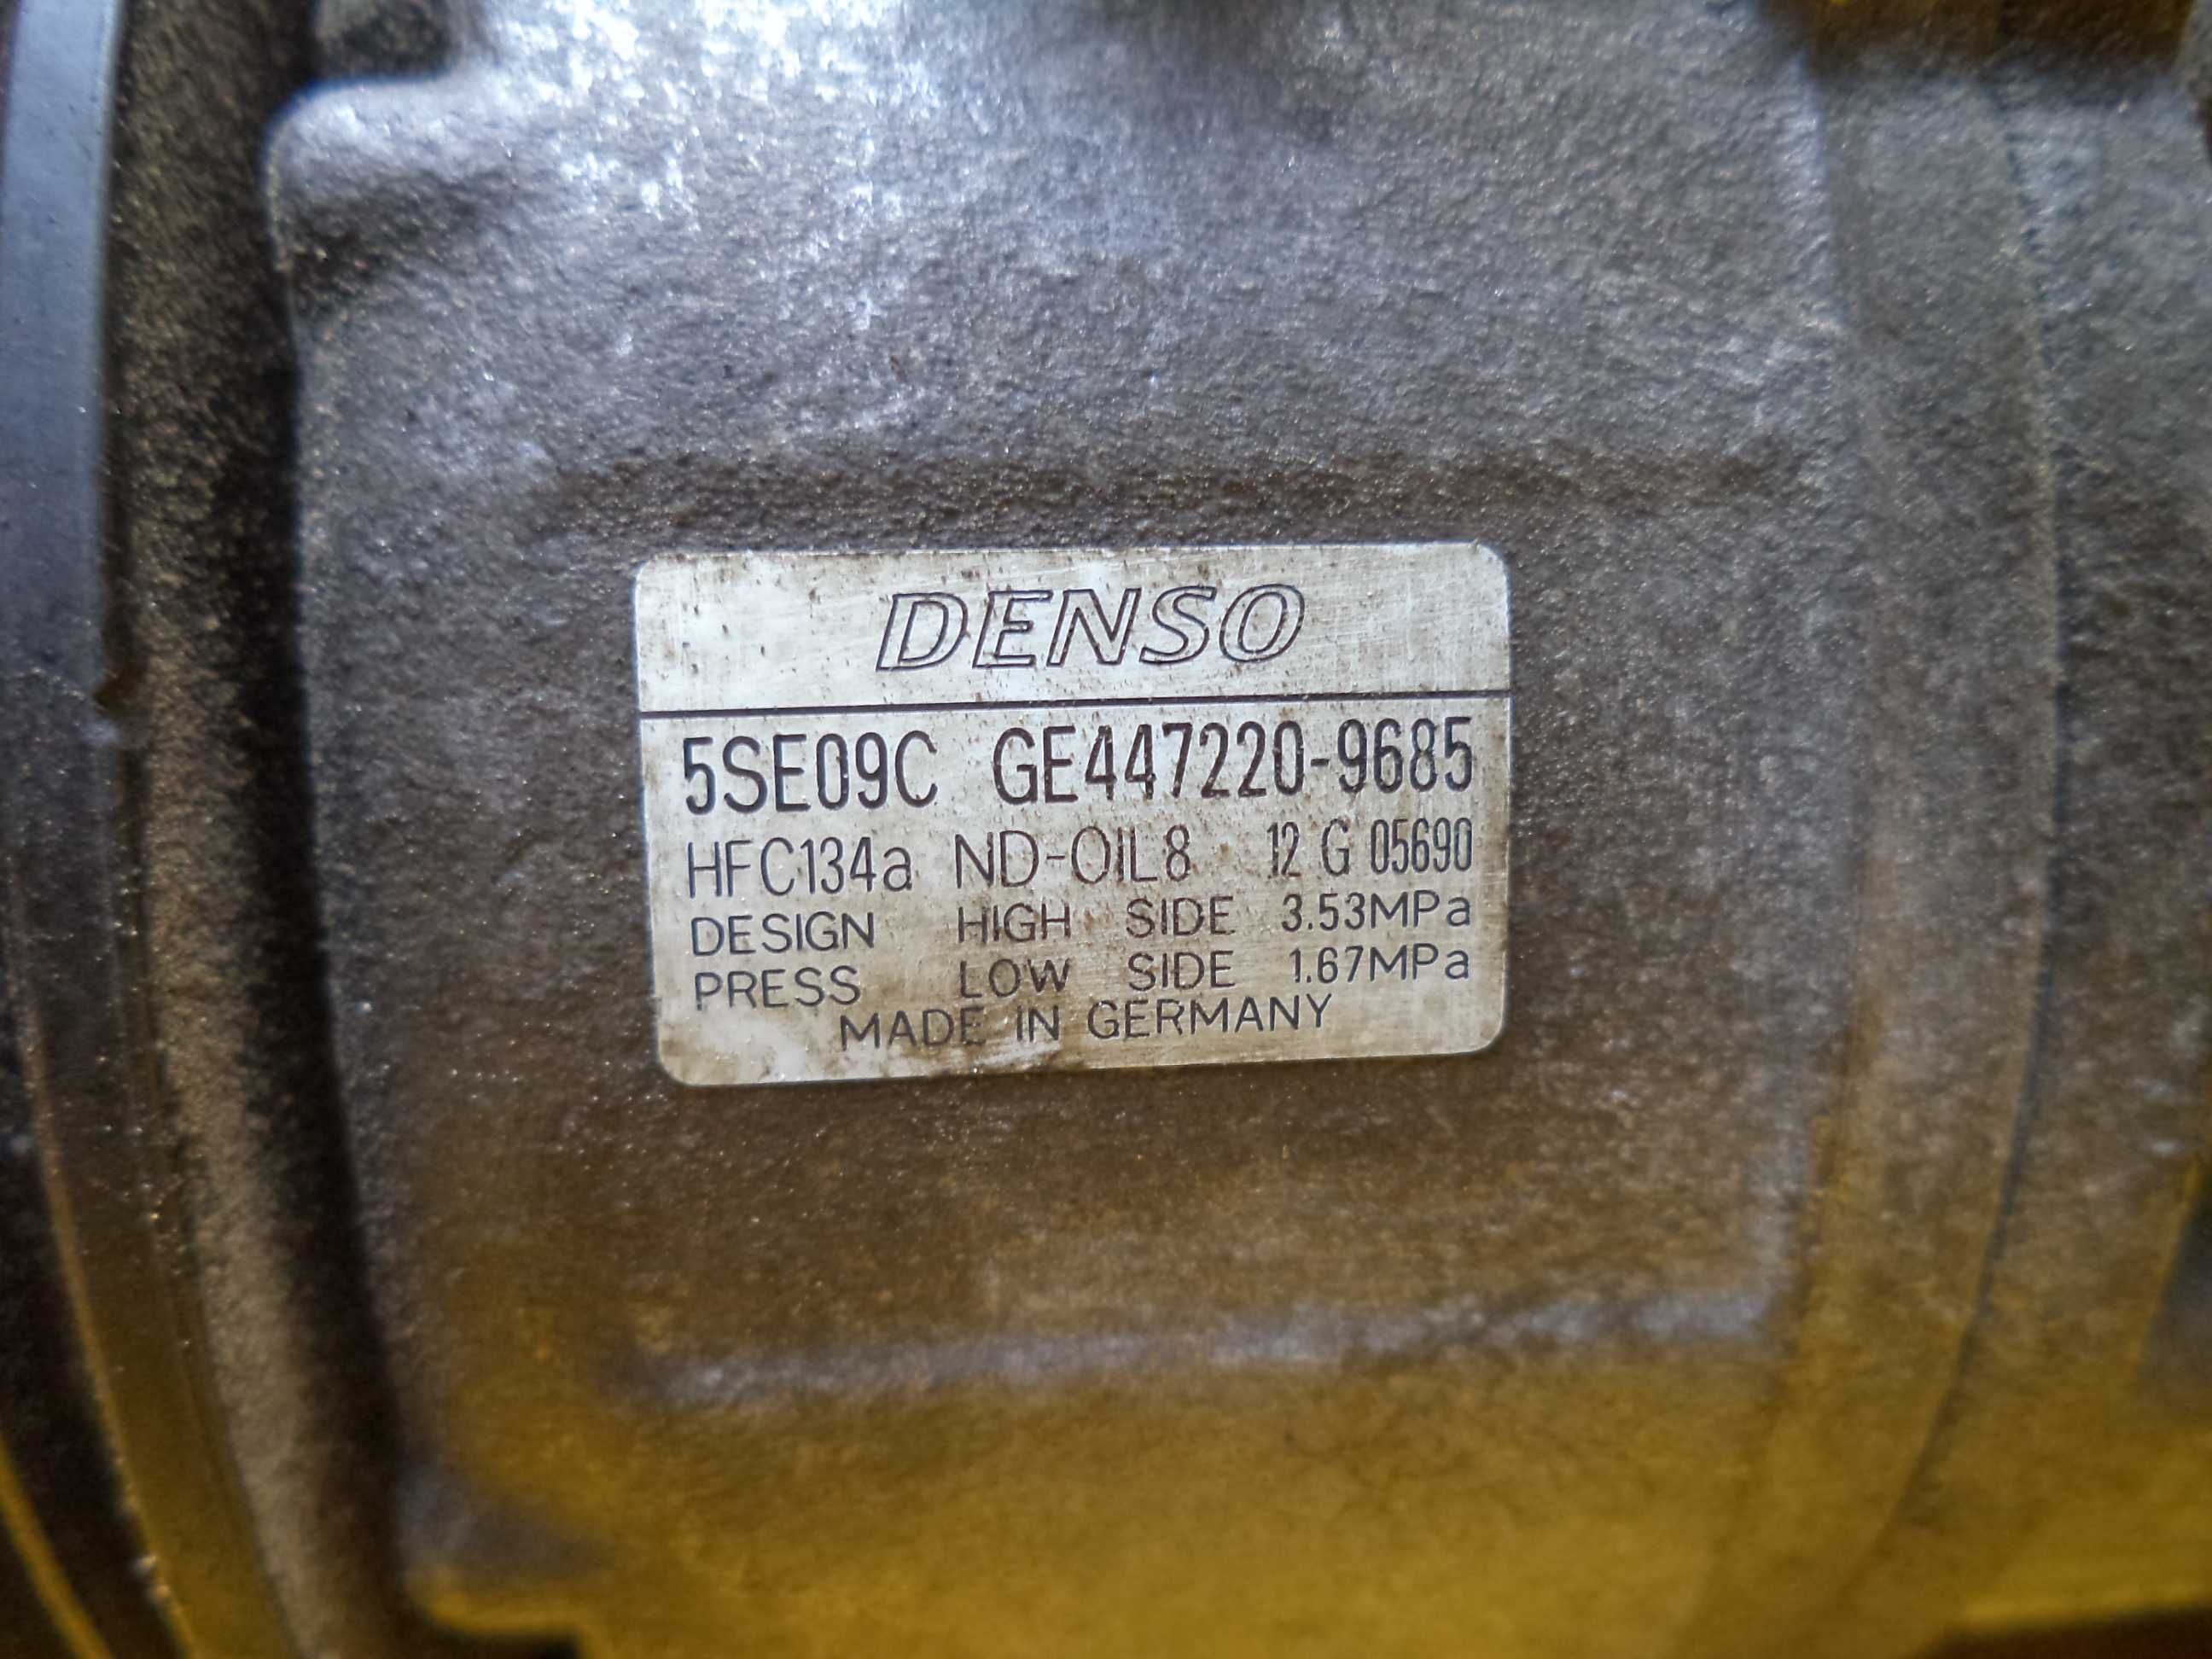 DENSO
5SE09C GE447220-9685
HFC134a ND-OIL8 12 G 05690
DESIGN HIGH SIDE 3.53MPa
PRESS LOW SIDE 1.67MPa
MADE IN GERMANY